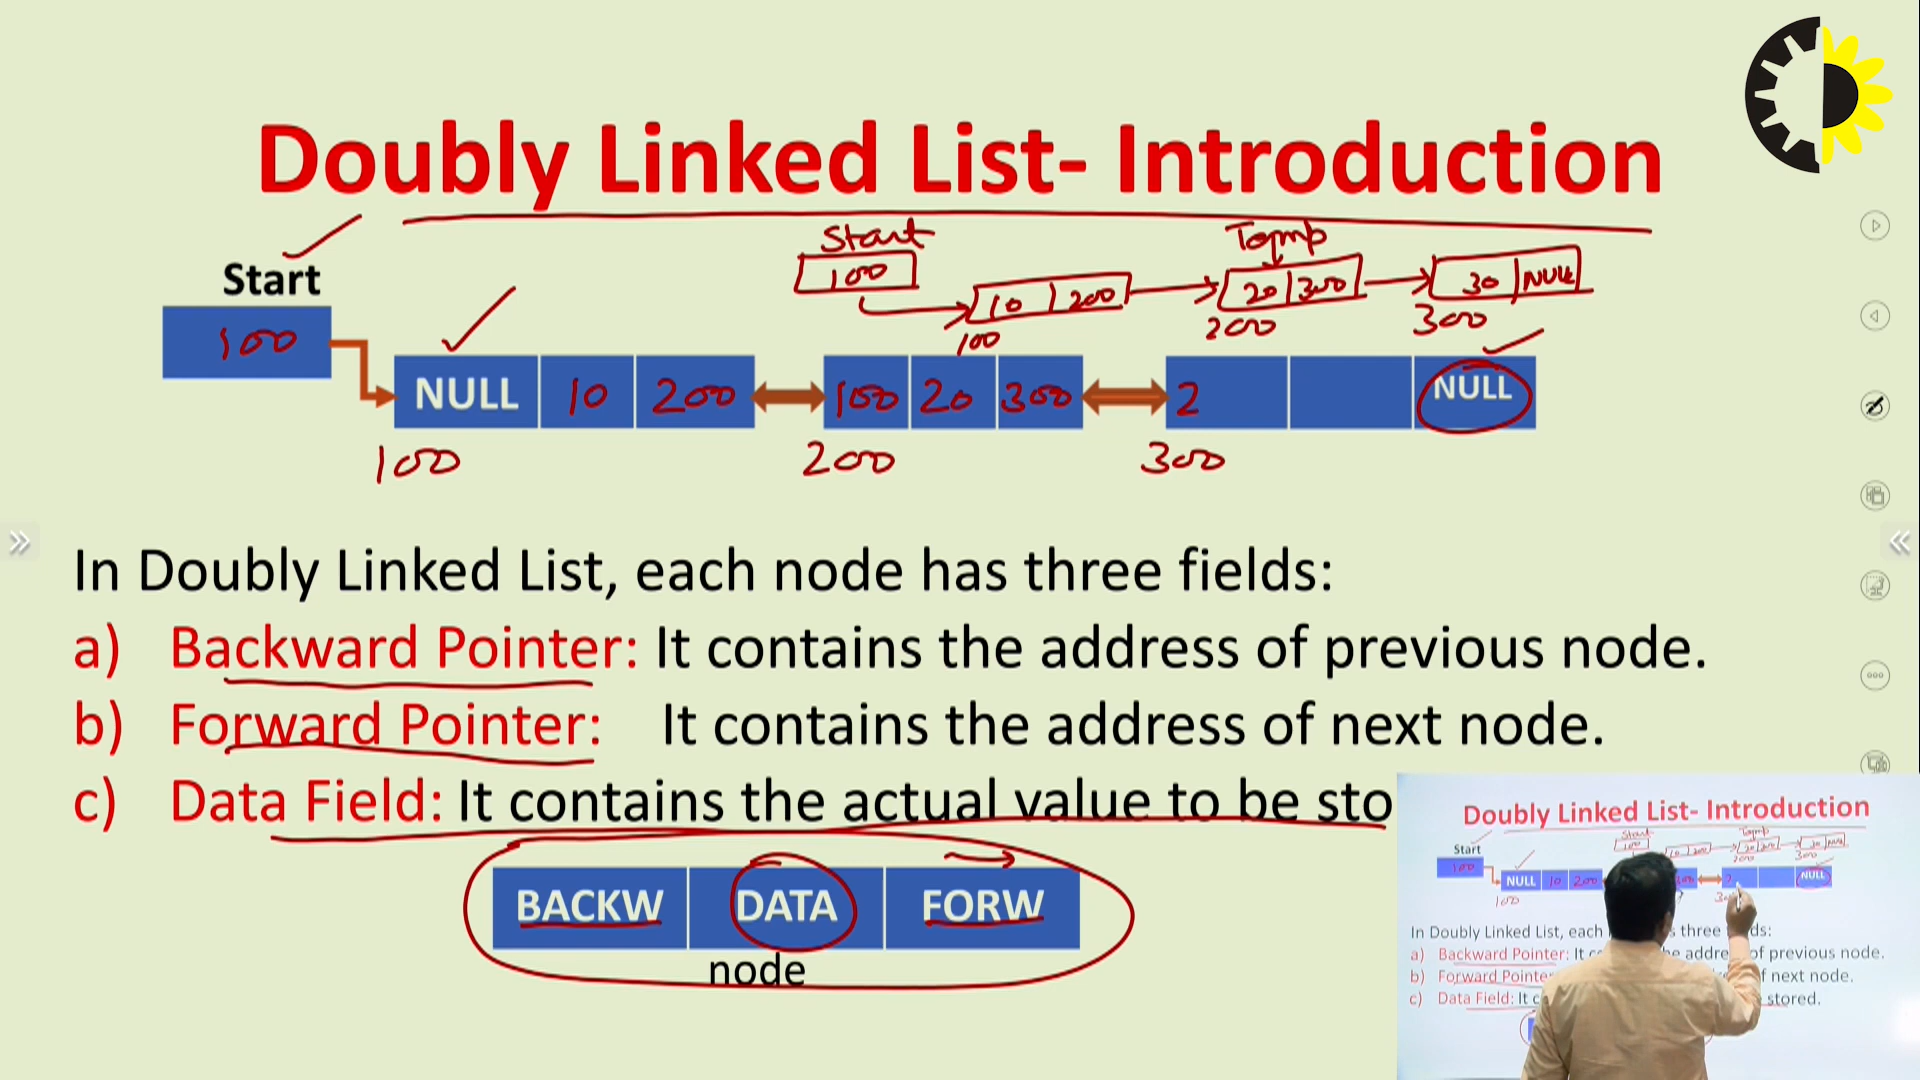 Doubly Linked List- Introduction
Start Temp
Start
100
10 200
20 300
30 NULL
100 200 300
100
NULL 10 200 100 20 300 2 NULL
100 200 300
In Doubly Linked List, each node has three fields:
a) Backward Pointer: It contains the address of previous node.
b) Forward Pointer: It contains the address of next node.
c) Data Field: It contains the actual value to be sto
BACKW DATA FORW
node
Doubly Linked List- Introduction
Start
NULL 10 200 NULL
100
In Doubly Linked List, each three
a) Backward Pointer: It of previous node.
b) Forward f next node.
c) Data Field: It stored.